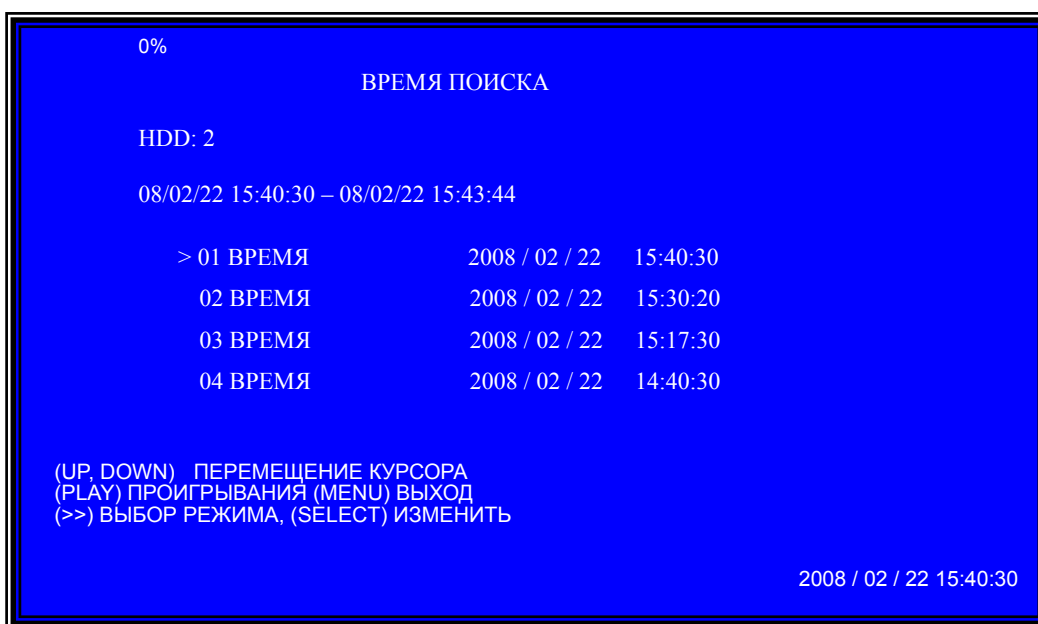 0%
ВРЕМЯ ПОИСКА
HDD: 2
08/02/22 15:40:30 – 08/02/22 15:43:44
> 01 ВРЕМЯ 2008 / 02 / 22 15:40:30
02 ВРЕМЯ 2008 / 02 / 22 15:30:20
03 ВРЕМЯ 2008 / 02 / 22 15:17:30
04 ВРЕМЯ 2008 / 02 / 22 14:40:30
(UP, DOWN) ПЕРЕМЕЩЕНИЕ КУРСОРА
(PLAY) ПРОИГРЫВАНИЯ (MENU) ВЫХОД
(>>) ВЫБОР РЕЖИМА, (SELECT) ИЗМЕНИТЬ
2008 / 02 / 22 15:40:30